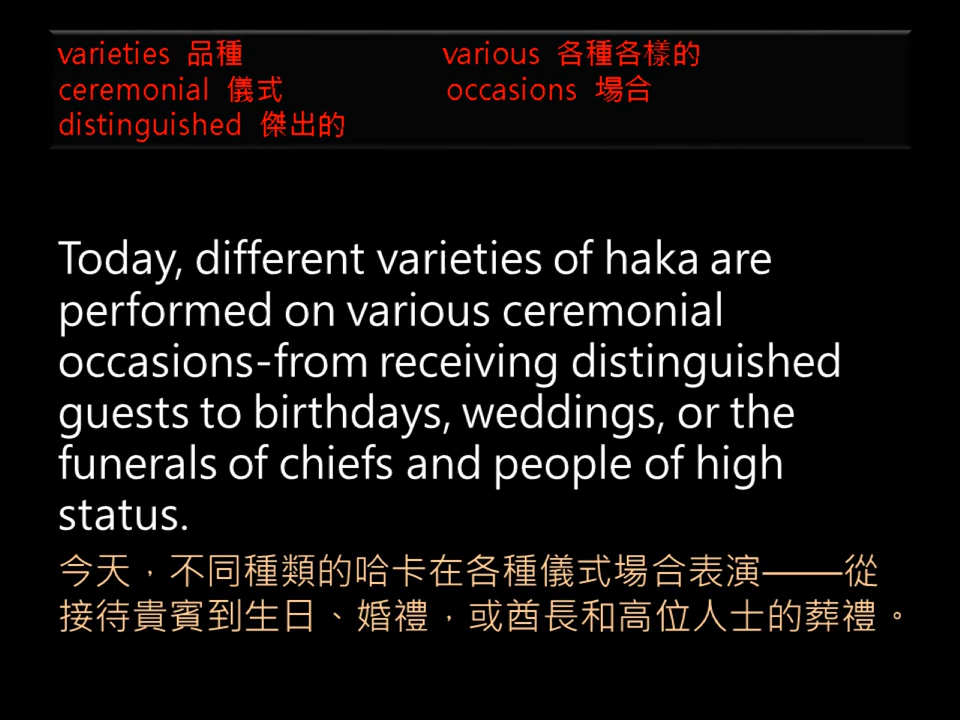 varieties 品種 various 各種各樣的
ceremonial 儀式 occasions 場合
distinguished 傑出的
Today, different varieties of haka are
performed on various ceremonial
occasions-from receiving distinguished
guests to birthdays, weddings, or the
funerals of chiefs and people of high
status.
今天，不同種類的哈卡在各種儀式場合表演——從
接待貴賓到生日、婚禮，或酋長和高位人士的葬禮。